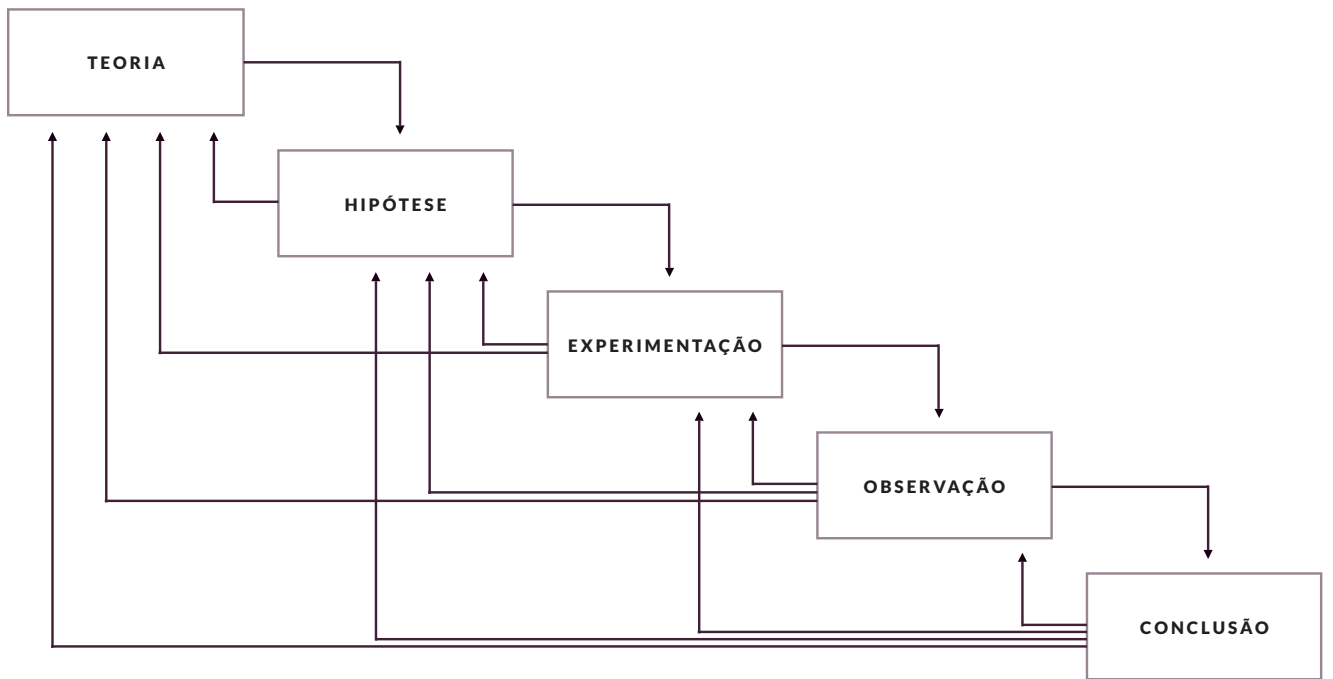 TEORIA
HIPÓTESE
EXPERIMENTAÇÃO
OBSERVAÇÃO
CONCLUSÃO